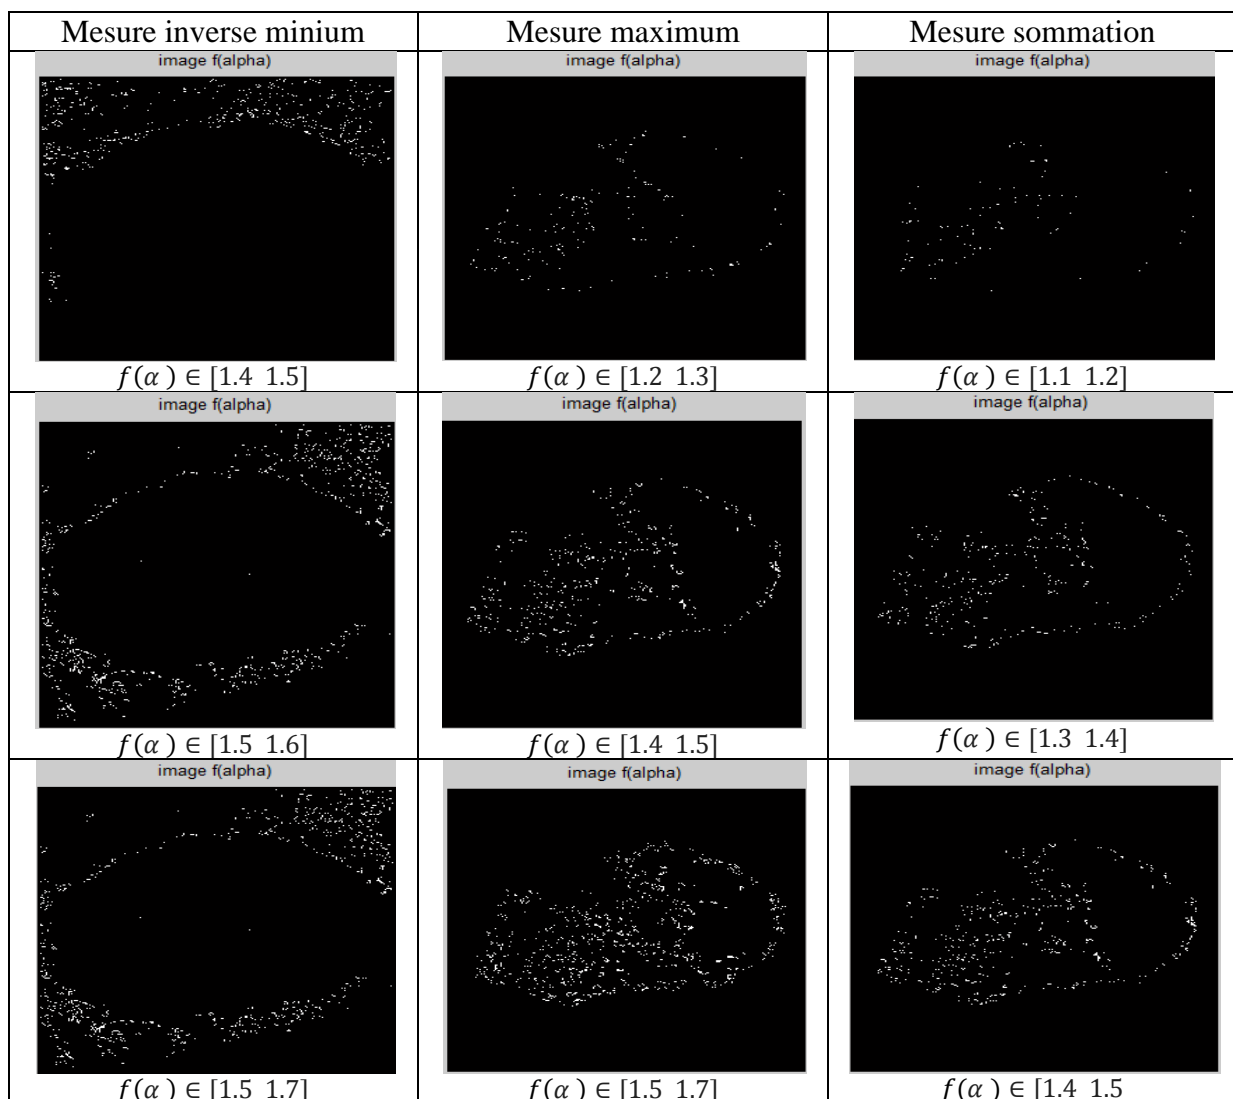 Mesure inverse minium Mesure maximum Mesure sommation
image f(alpha) image f(alpha) image f(alpha)
f(α) ∈ [1.4 1.5] f(α) ∈ [1.2 1.3] f(α) ∈ [1.1 1.2]
image f(alpha) image f(alpha) image f(alpha)
f(α) ∈ [1.5 1.6] f(α) ∈ [1.4 1.5] f(α) ∈ [1.3 1.4]
image f(alpha) image f(alpha) image f(alpha)
f(α) ∈ [1.5 1.7] f(α) ∈ [1.5 1.7] f(α) ∈ [1.4 1.5